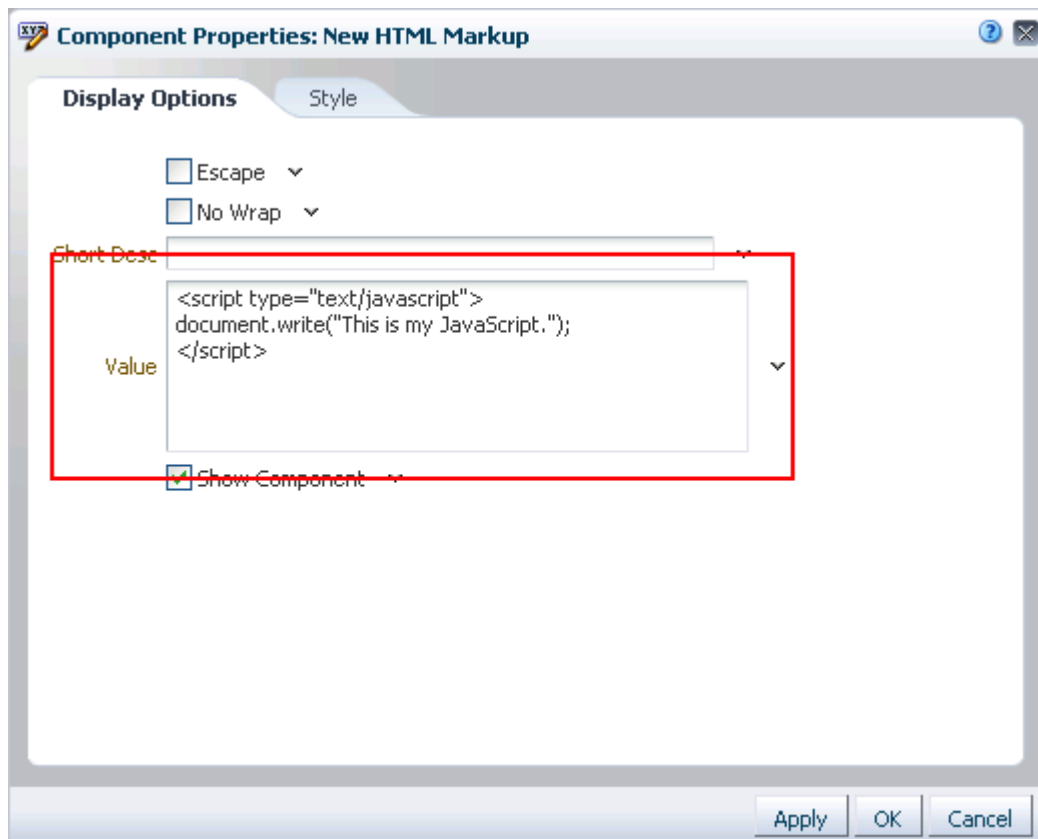 Component Properties: New HTML Markup
Display Options Style
Escape
No Wrap
Short Desc
<script type="text/javascript">
document.write("This is my JavaScript.");
</script>
Value
Show Component
Apply OK Cancel